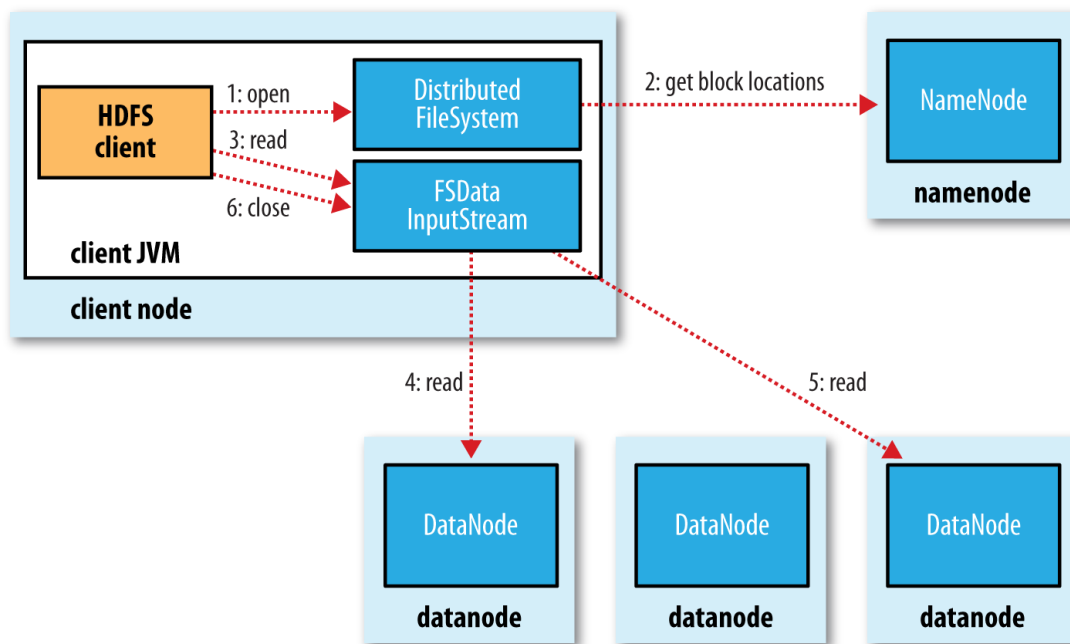 HDFS
client
1: open
3: read
6: close
Distributed
FileSystem
FSData
InputStream
client JVM
client node
2: get block locations
NameNode
namenode
4: read
5: read
DataNode
datanode
DataNode
datanode
DataNode
datanode